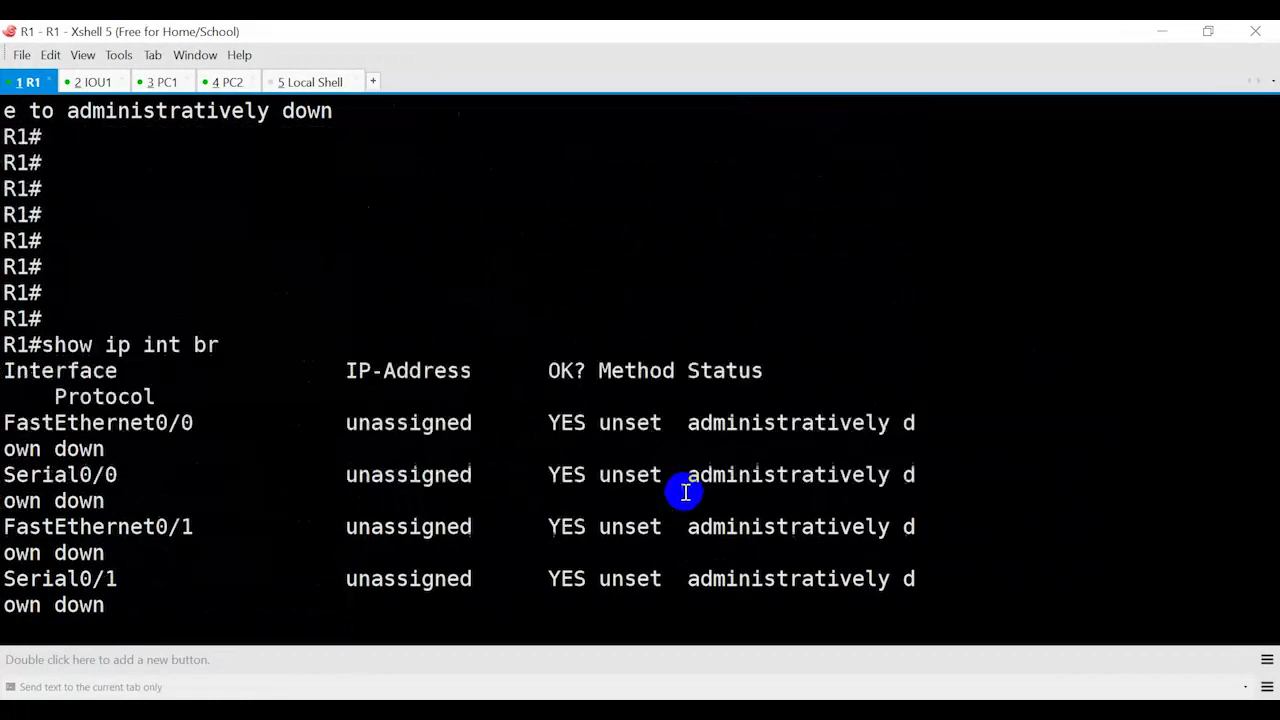 R1 - R1 - Xshell 5 (Free for Home/School)
File Edit View Tools Tab Window Help
1 R1 2 IOU1 3 PC1 4 PC2 5 Local Shell +
e to administratively down
R1#
R1#
R1#
R1#
R1#
R1#
R1#
R1#
R1#show ip int br
Interface IP-Address OK? Method Status
Protocol
FastEthernet0/0 unassigned YES unset administratively d
own down
Serial0/0 unassigned YES unset administratively d
own down
FastEthernet0/1 unassigned YES unset administratively d
own down
Serial0/1 unassigned YES unset administratively d
own down
Double click here to add a new button.
Send text to the current tab only